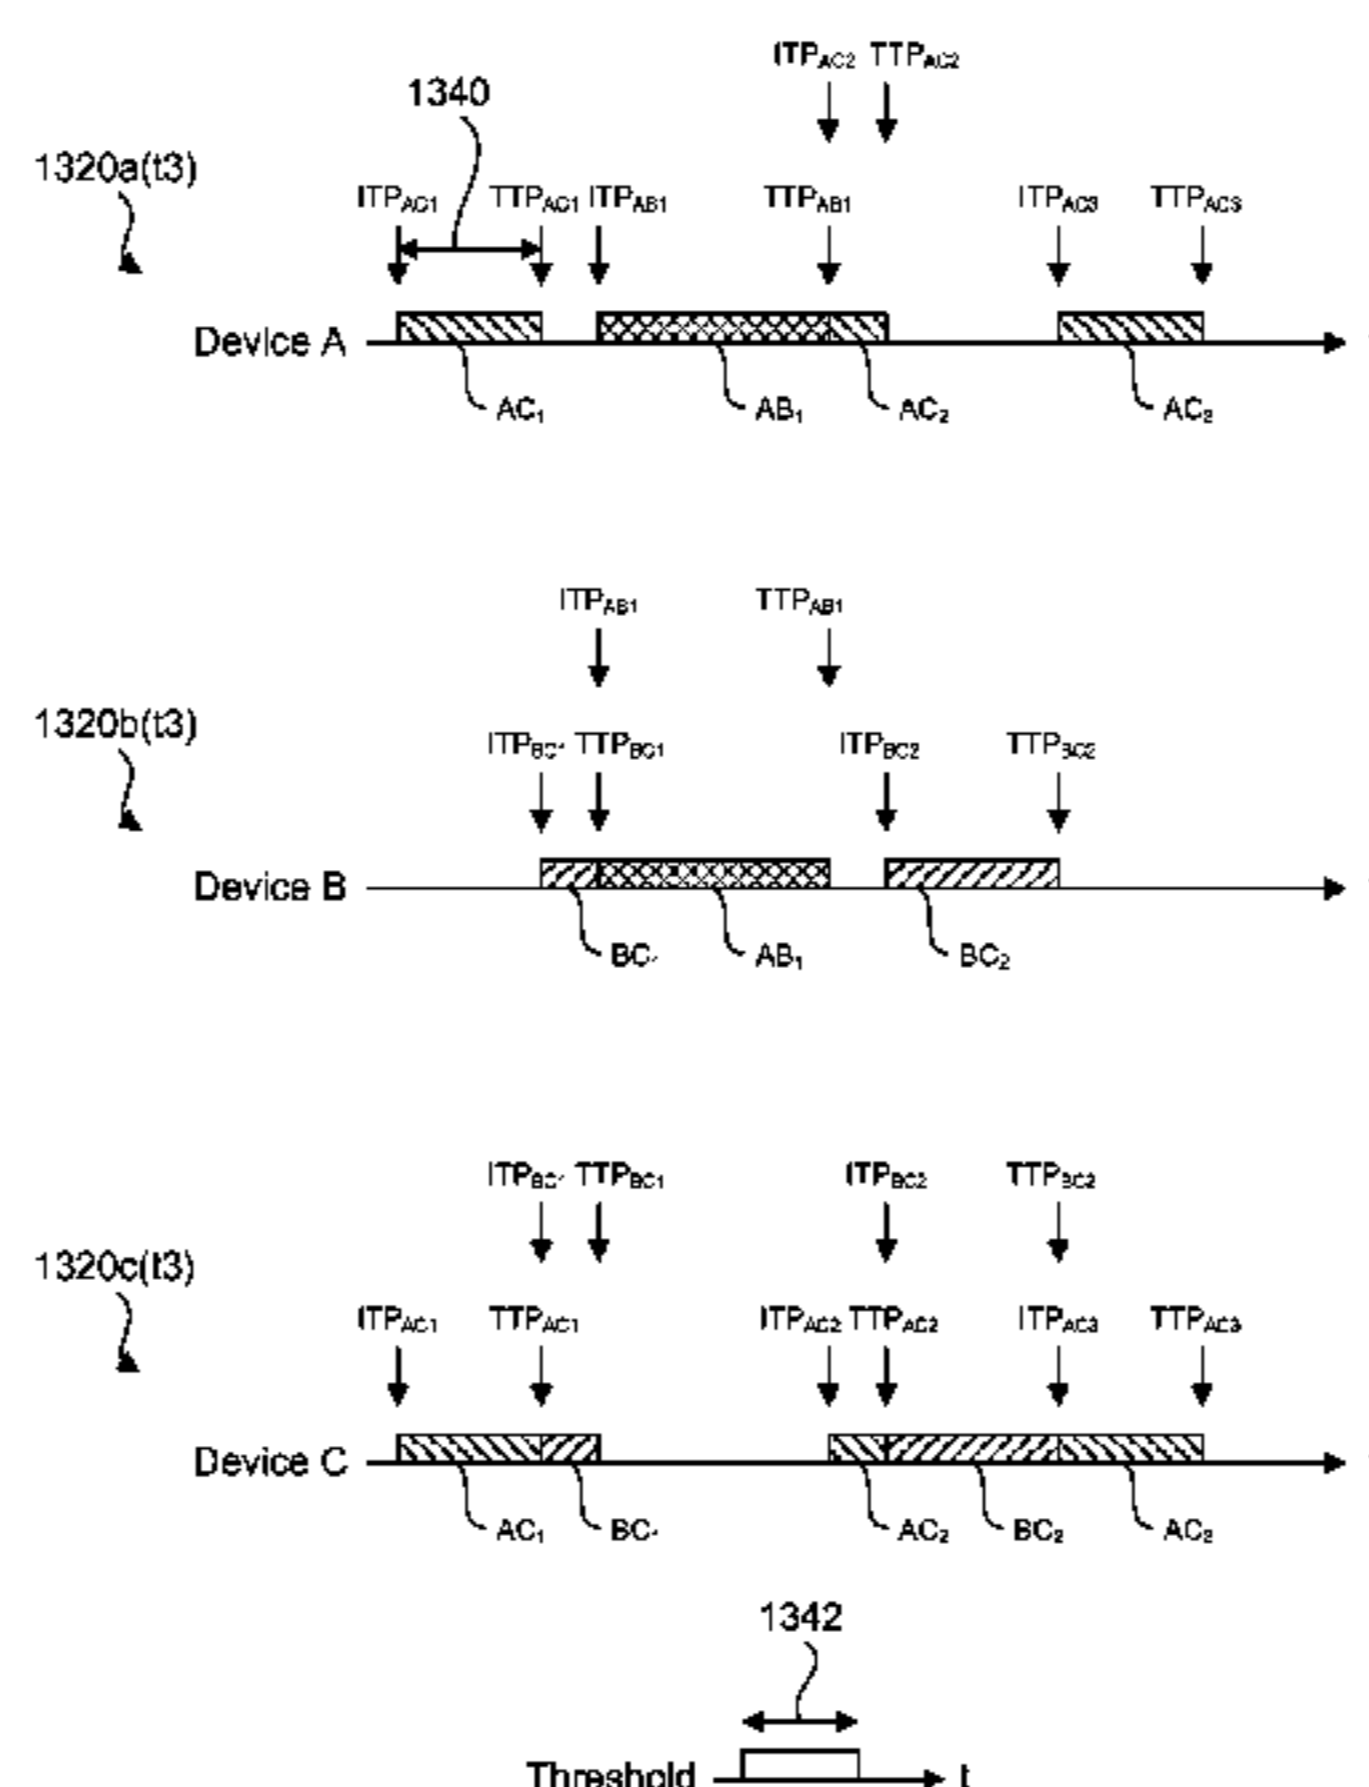 ITPAC2 TTPAC2
1340
1320a(t3)
ITPAC1 TTPAC1 ITPAB1 TTPAB1 ITPAC3 TTPAC3
Device A
AC1 AB1 AC2 AC2
ITPAB1 TTPAB1
1320b(t3)
ITPBC1 TTPBC1 ITPBC2 TTPBC2
Device B
BC1 AB1 BC2
ITPBC1 TTPBC1 ITPBC2 TTPBC2
1320c(t3)
ITPAC1 TTPAC1 ITPAC2 TTPAC2 ITPAC3 TTPAC3
Device C
AC1 BC1 AC2 BC2 AC2
1342
Threshold t